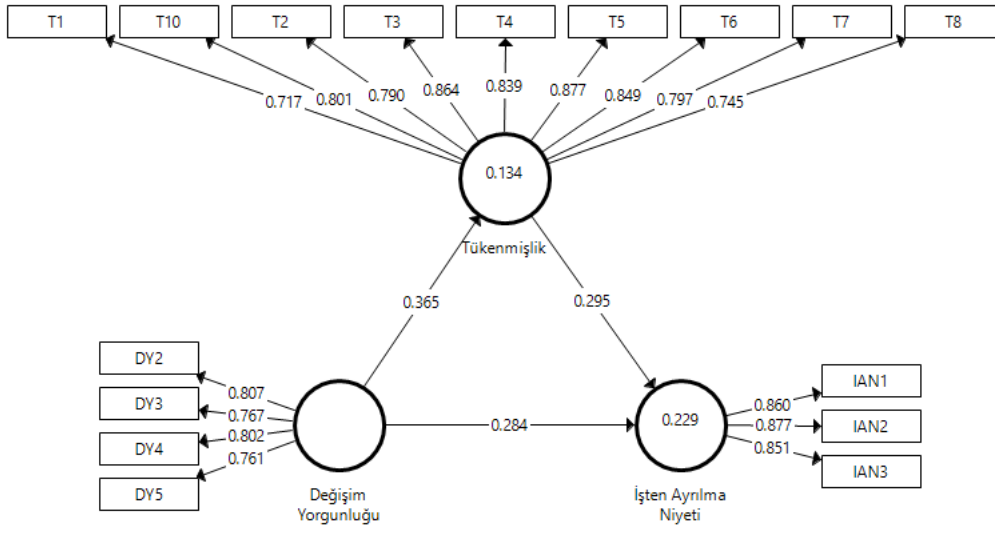 T1
T10
T2
T3
T4
T5
T6
T7
T8
0.717
0.801
0.790
0.864
0.839
0.877
0.849
0.797
0.745
0.134
Tükenmişlik
0.365
0.295
DY2
DY3
DY4
DY5
0.807
0.767
0.802
0.761
Değişim
Yorgunluğu
0.284
0.229
İşten Ayrılma
Niyeti
0.860
0.877
0.851
IAN1
IAN2
IAN3